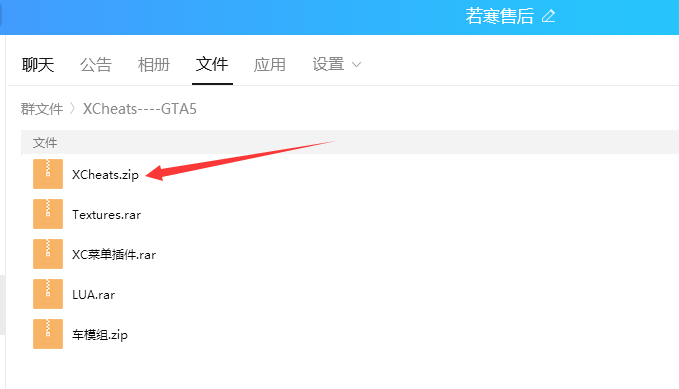 若寒售后
聊天 公告 相册 文件 应用 设置
群文件 〉XCheats----GTA5
文件
XCheats.zip
Textures.rar
XC菜单插件.rar
LUA.rar
车模组.zip